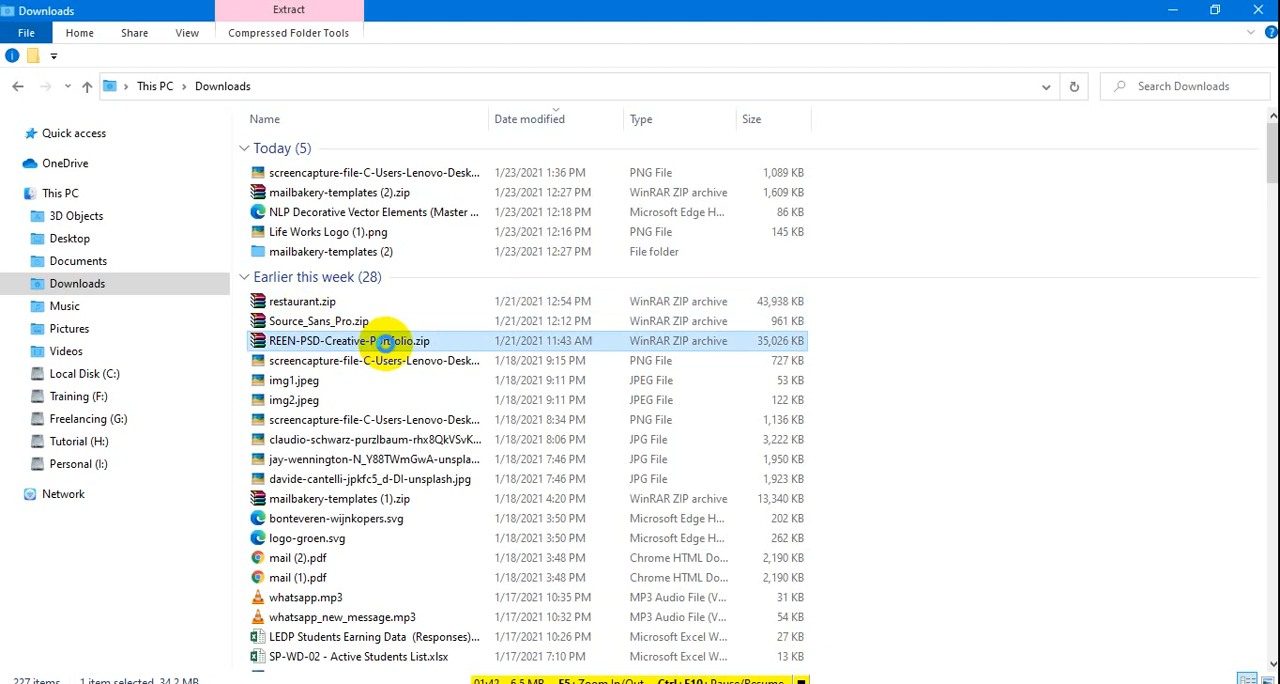 Downloads
Extract
File Home Share View Compressed Folder Tools
This PC Downloads Search Downloads
Name Date modified Type Size
Quick access
OneDrive
This PC
3D Objects
Desktop
Documents
Downloads
Music
Pictures
Videos
Local Disk (C:)
Training (F:)
Freelancing (G:)
Tutorial (H:)
Personal (I:)
Network
Today (5)
screencapture-file-C-Users-Lenovo-Desk... 1/23/2021 1:36 PM PNG File 1,089 KB
mailbakery-templates (2).zip 1/23/2021 12:27 PM WinRAR ZIP archive 1,609 KB
NLP Decorative Vector Elements (Master ... 1/23/2021 12:18 PM Microsoft Edge H... 86 KB
Life Works Logo (1).png 1/23/2021 12:16 PM PNG File 145 KB
mailbakery-templates (2) 1/23/2021 12:27 PM File folder
Earlier this week (28)
restaurant.zip 1/21/2021 12:54 PM WinRAR ZIP archive 43,938 KB
Source_Sans_Pro.zip 1/21/2021 12:12 PM WinRAR ZIP archive 961 KB
REEN-PSD-Creative-Portfolio.zip 1/21/2021 11:43 AM WinRAR ZIP archive 35,026 KB
screencapture-file-C-Users-Lenovo-Desk... 1/18/2021 9:15 PM PNG File 727 KB
img1.jpeg 1/18/2021 9:11 PM JPEG File 53 KB
img2.jpeg 1/18/2021 9:11 PM JPEG File 122 KB
screencapture-file-C-Users-Lenovo-Desk... 1/18/2021 8:34 PM PNG File 1,136 KB
claudio-schwarz-purzlbaum-rhx8QkVSvK... 1/18/2021 8:06 PM JPG File 3,222 KB
jay-wennington-N_Y88TWmGwA-unspla... 1/18/2021 7:46 PM JPG File 1,950 KB
davide-cantelli-jpkfc5_d-DI-unsplash.jpg 1/18/2021 7:46 PM JPG File 1,923 KB
mailbakery-templates (1).zip 1/18/2021 4:20 PM WinRAR ZIP archive 13,340 KB
bonteveren-wijnkopers.svg 1/18/2021 3:50 PM Microsoft Edge H... 202 KB
logo-groen.svg 1/18/2021 3:50 PM Microsoft Edge H... 262 KB
mail (2).pdf 1/18/2021 3:48 PM Chrome HTML Do... 2,190 KB
mail (1).pdf 1/18/2021 3:48 PM Chrome HTML Do... 2,190 KB
whatsapp.mp3 1/17/2021 10:35 PM MP3 Audio File (V... 31 KB
whatsapp_new_message.mp3 1/17/2021 10:32 PM MP3 Audio File (V... 54 KB
LEDP Students Earning Data (Responses)... 1/17/2021 10:26 PM Microsoft Excel W... 27 KB
SP-WD-02 - Active Students List.xlsx 1/17/2021 7:10 PM Microsoft Excel W... 13 KB
227 items 1 item selected 34.2 MB
01:42 6.5 MB F5: Zoom In/Out Ctrl+F10: Pause/Resume